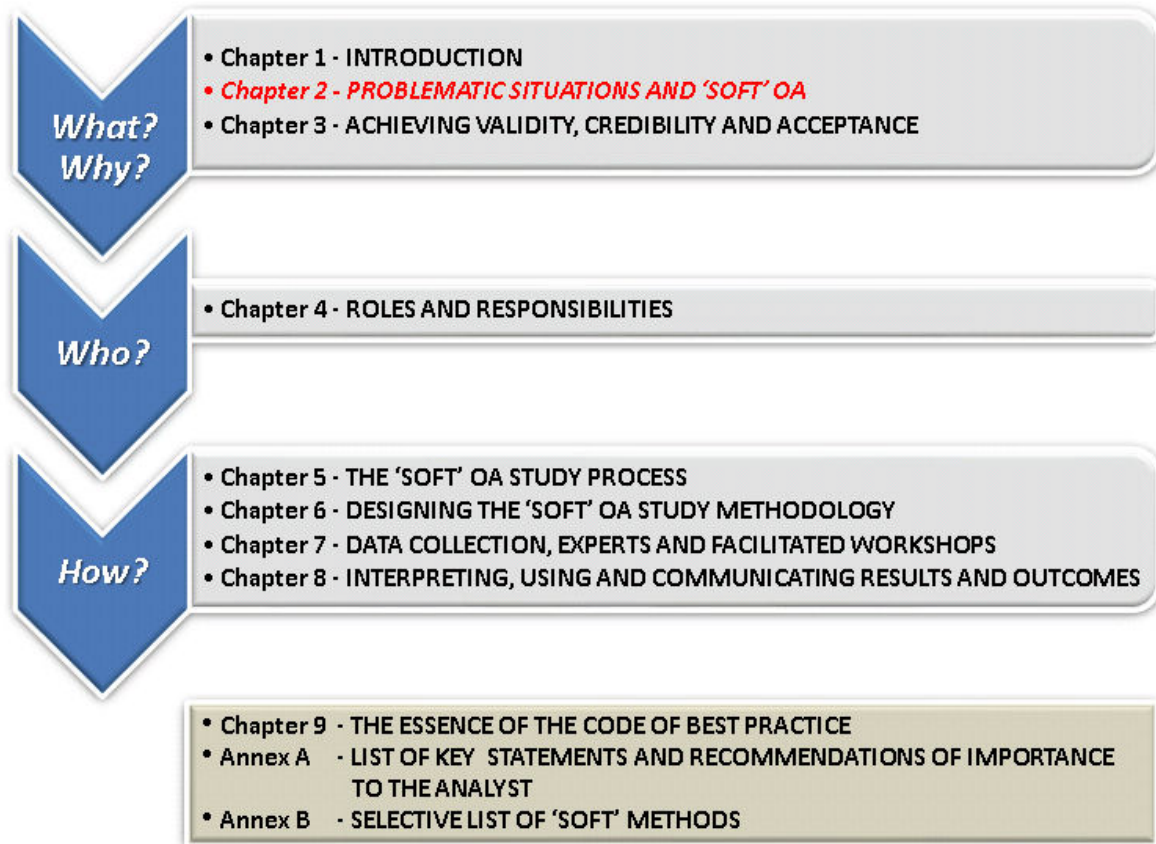 What?
Why?
• Chapter 1 - INTRODUCTION
• Chapter 2 - PROBLEMATIC SITUATIONS AND ‘SOFT’ OA
• Chapter 3 - ACHIEVING VALIDITY, CREDIBILITY AND ACCEPTANCE
Who?
• Chapter 4 - ROLES AND RESPONSIBILITIES
How?
• Chapter 5 - THE ‘SOFT’ OA STUDY PROCESS
• Chapter 6 - DESIGNING THE ‘SOFT’ OA STUDY METHODOLOGY
• Chapter 7 - DATA COLLECTION, EXPERTS AND FACILITATED WORKSHOPS
• Chapter 8 - INTERPRETING, USING AND COMMUNICATING RESULTS AND OUTCOMES
• Chapter 9 - THE ESSENCE OF THE CODE OF BEST PRACTICE
• Annex A - LIST OF KEY STATEMENTS AND RECOMMENDATIONS OF IMPORTANCE
TO THE ANALYST
• Annex B - SELECTIVE LIST OF ‘SOFT’ METHODS